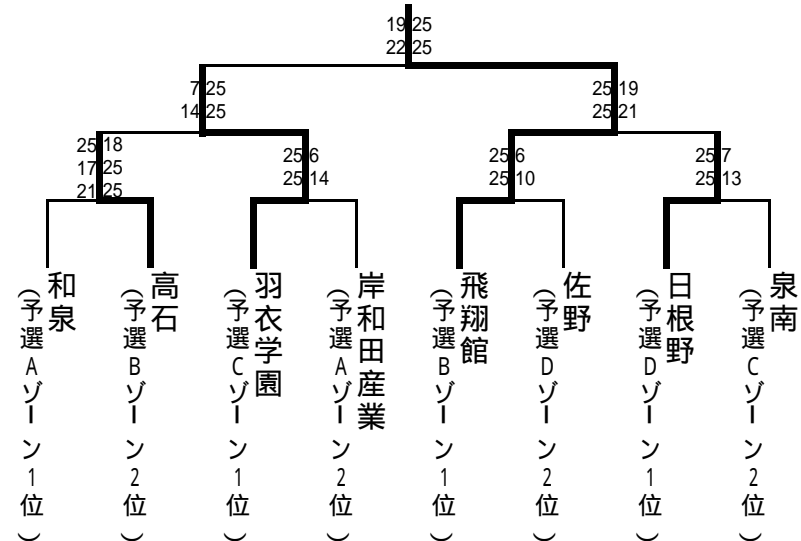 19 25
22 25
7 25
14 25
25 19
25 21
25 18
17 25
21 25
25 6
25 14
25 6
25 10
25 7
25 13
和泉
(予選Aゾーン1位)
高石
(予選Bゾーン2位)
羽衣学園
(予選Cゾーン1位)
岸和田産業
(予選Aゾーン2位)
飛翔館
(予選Bゾーン1位)
佐野
(予選Dゾーン2位)
日根野
(予選Dゾーン1位)
泉南
(予選Cゾーン2位)